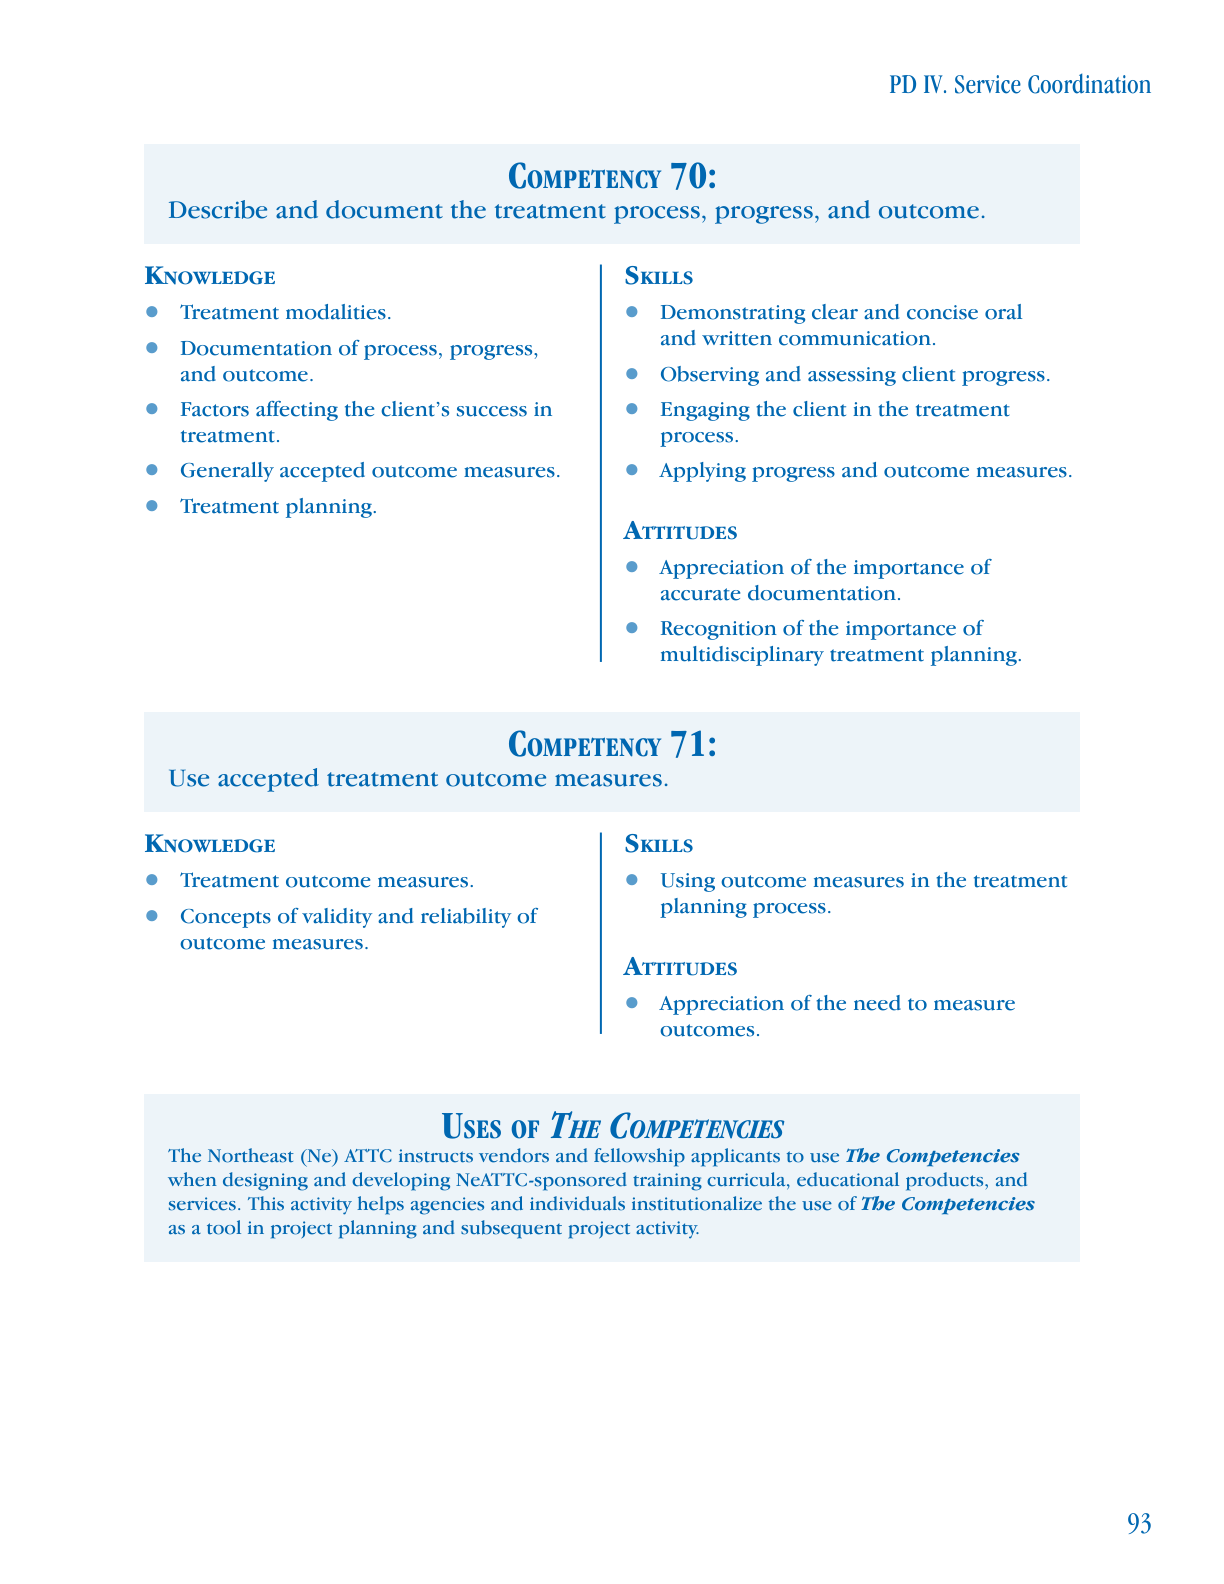 PD IV. Service Coordination
COMPETENCY 70:
Describe and document the treatment process, progress, and outcome.
KNOWLEDGE
● Treatment modalities.
● Documentation of process, progress,
and outcome.
● Factors affecting the client’s success in
treatment.
● Generally accepted outcome measures.
● Treatment planning.
SKILLS
● Demonstrating clear and concise oral
and written communication.
● Observing and assessing client progress.
● Engaging the client in the treatment
process.
● Applying progress and outcome measures.
ATTITUDES
● Appreciation of the importance of
accurate documentation.
● Recognition of the importance of
multidisciplinary treatment planning.
COMPETENCY 71:
Use accepted treatment outcome measures.
KNOWLEDGE
● Treatment outcome measures.
● Concepts of validity and reliability of
outcome measures.
SKILLS
● Using outcome measures in the treatment
planning process.
ATTITUDES
● Appreciation of the need to measure
outcomes.
USES OF THE COMPETENCIES
The Northeast (Ne) ATTC instructs vendors and fellowship applicants to use The Competencies
when designing and developing NeATTC-sponsored training curricula, educational products, and
services. This activity helps agencies and individuals institutionalize the use of The Competencies
as a tool in project planning and subsequent project activity.
93